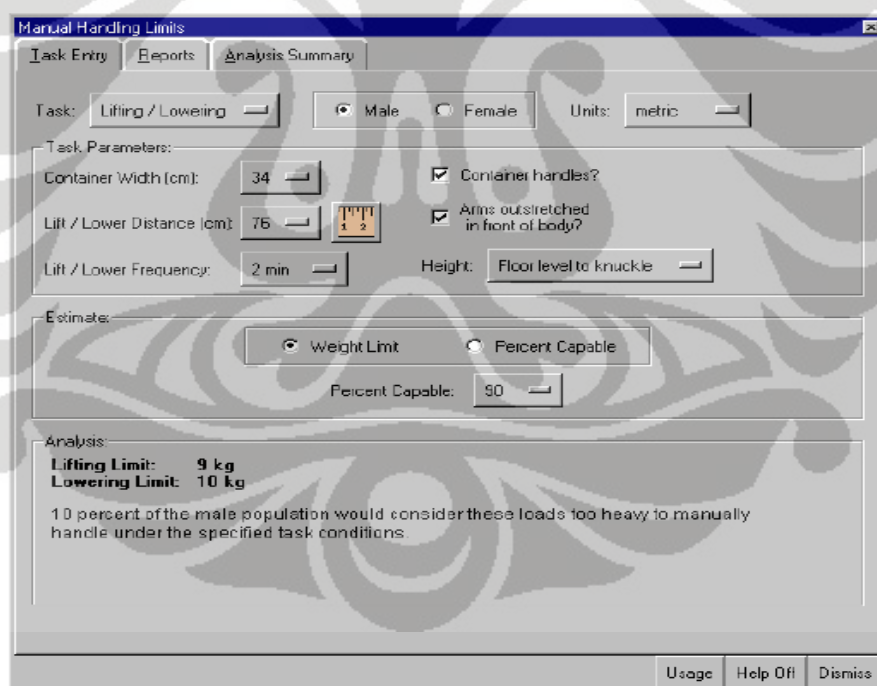 Manual Handling Limits
Task Entry Reports Analysis Summary
Task: Lifting / Lowering Male Female Units: metric
Task Parameters:
Container Width (cm): 34 Container handles?
Lift / Lower Distance (cm): 76 Arms outstretched
in front of body?
1 2
Lift / Lower Frequency: 2 min Height: Floor level to knuckle
Estimate:
Weight Limit Percent Capable
Percent Capable: 90
Analysis:
Lifting Limit: 9 kg
Lowering Limit: 10 kg
10 percent of the male population would consider these loads too heavy to manually
handle under the specified task conditions.
Usage Help Off Dismiss